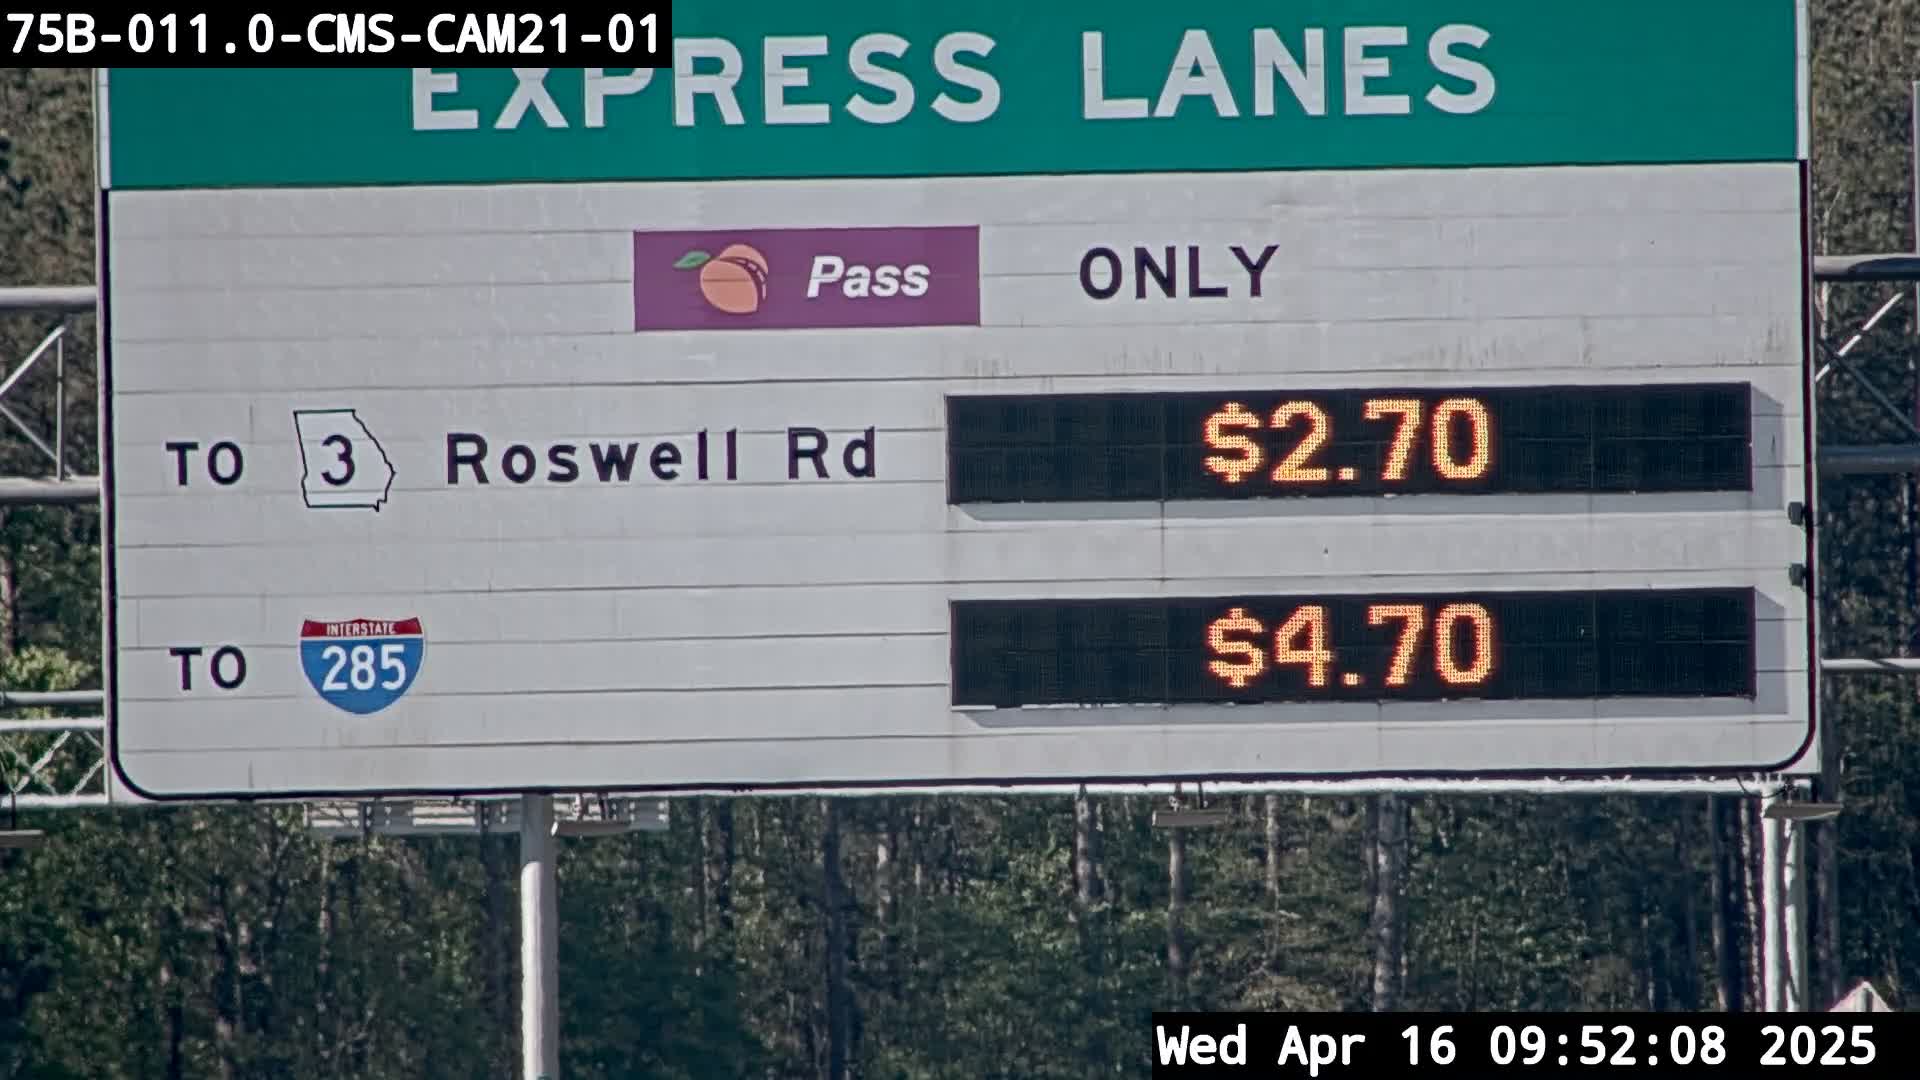 75B-011.0-CMS-CAM21-01
EXPRESS LANES
Pass ONLY
TO 3 Roswell Rd $2.70
TO INTERSTATE 285 $4.70
Wed Apr 16 09:52:08 2025